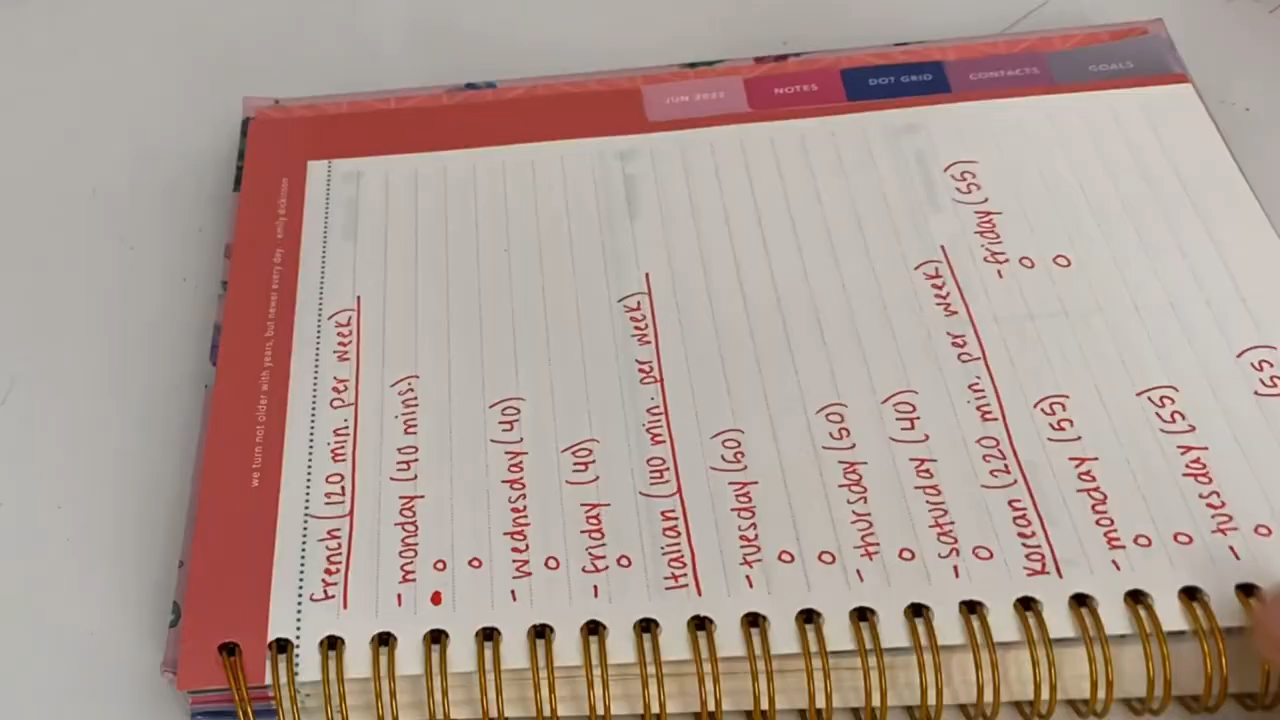 JUN 2022
NOTES
DOT GRID
CONTACTS
GOALS
we turn not older with years, but newer every day - emily dickinson
French (120 min. per week)
- monday (40 mins.)
- wednesday (40)
- friday (40)
Italian (140 min. per week)
- tuesday (50)
- thursday (50)
- saturday (40)
Korean (220 min. per week)
- monday (55)
- tuesday (55)
(55)
- friday (55)